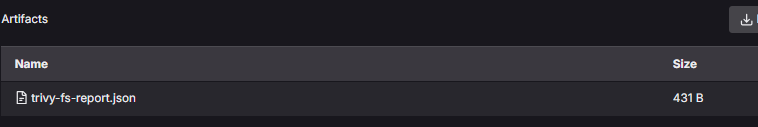 Artifacts
Name Size
trivy-fs-report.json 431 B